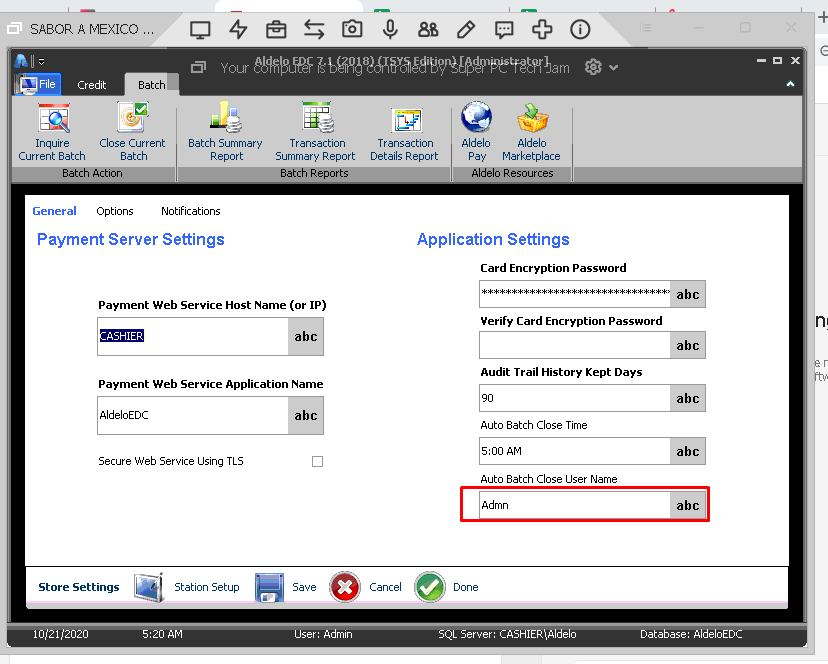 SABOR A MEXICO ...
Aldelo EDC 7.1 (2018) (TSYS Edition) [Administrator]
Your computer is being controlled by Super PC Tech Jam
File Credit Batch
Inquire Current Batch
Close Current Batch
Batch Summary Report
Transaction Summary Report
Transaction Details Report
Aldelo Pay
Aldelo Marketplace
Batch Action Batch Reports Aldelo Resources
General Options Notifications
Payment Server Settings
Payment Web Service Host Name (or IP)
CASHIER abc
Payment Web Service Application Name
AldeloEDC abc
Secure Web Service Using TLS
Application Settings
Card Encryption Password
******************************** abc
Verify Card Encryption Password
abc
Audit Trail History Kept Days
90 abc
Auto Batch Close Time
5:00 AM abc
Auto Batch Close User Name
Admn abc
Store Settings Station Setup Save Cancel Done
10/21/2020 5:20 AM User: Admin SQL Server: CASHIER\Aldelo Database: AldeloEDC